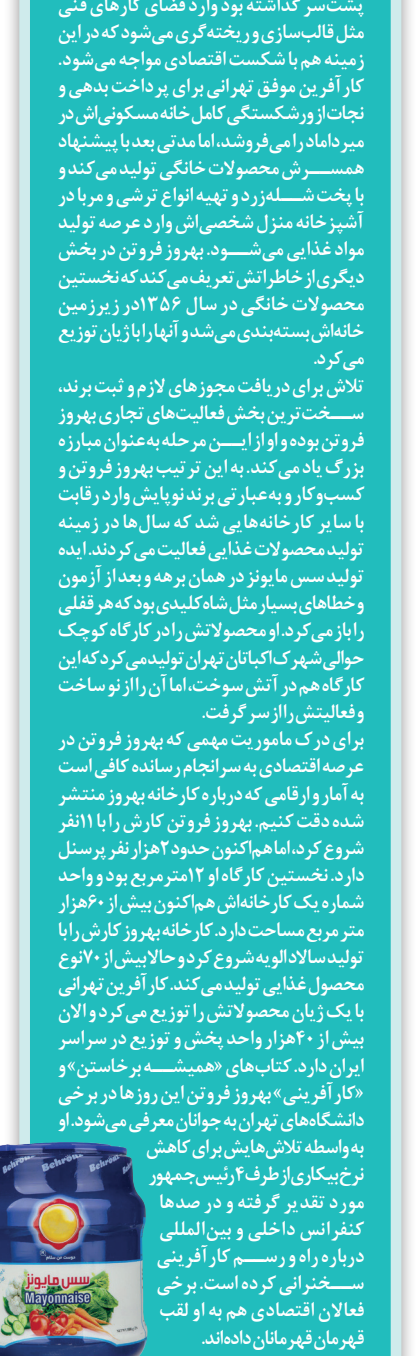 پشت‌سر گذاشته بود وارد فضای کارهای فنی
مثل قالب‌سازی و ریخته‌گری می‌شود که در این
زمینه هم با شکست اقتصادی مواجه می‌شود.
کارآفرین موفق تهرانی برای پرداخت بدهی و
نجات از ورشکستگی کامل خانه مسکونی‌اش در
میرداماد را می‌فروشد، اما مدتی بعد با پیشنهاد
همسرش محصولات خانگی تولید می‌کند و
با پخت شله‌زرد و تهیه انواع ترشی و مربا در
آشپزخانه منزل شخصی‌اش وارد عرصه تولید
مواد غذایی می‌شود. بهروز فروتن در بخش
دیگری از خاطراتش تعریف می‌کند که نخستین
محصولات خانگی در سال ۱۳۵۶در زیرزمین
خانه‌اش بسته‌بندی می‌شد و آنها را با ژیان توزیع
می‌کرد.
تلاش برای دریافت مجوزهای لازم و ثبت برند،
سخت‌ترین بخش فعالیت‌های تجاری بهروز
فروتن بوده و او از این مرحله به‌عنوان مبارزه
بزرگ یاد می‌کند. به این ترتیب بهروز فروتن و
کسب‌وکار و به‌عبارتی برند نوپایش وارد رقابت
با سایر کارخانه‌هایی شد که سال‌ها در زمینه
تولید محصولات غذایی فعالیت می‌کردند. ایده
تولید سس مایونز در همان برهه و بعد از آزمون
و خطاهای بسیار مثل شاه‌کلیدی بود که هر قفلی
را باز می‌کرد. او محصولاتش را در کارگاه کوچک
حوالی شهرک اکباتان تهران تولیدمی‌کرد که این
کارگاه هم در آتش سوخت، اما آن را از نو ساخت
و فعالیتش را از سر گرفت.
برای درک ماموریت مهمی که بهروز فروتن در
عرصه اقتصادی به سرانجام رسانده کافی است
به آمار و ارقامی که درباره کارخانه بهروز منتشر
شده دقت کنیم. بهروز فروتن کارش را با ۱۱نفر
شروع کرد، اما هم‌اکنون حدود ۲هزار نفر پرسنل
دارد. نخستین کارگاه او ۱۲متر مربع بود و واحد
شماره یک کارخانه‌اش هم‌اکنون بیش از ۶۰هزار
متر مربع مساحت دارد. کارخانه بهروز کارش را با
تولید سالاد الویه شروع کرد و حالا بیش از ۷۰نوع
محصول غذایی تولید‌می‌کند. کارآفرین تهرانی
با یک ژیان محصولاتش را توزیع می‌کرد و الان
بیش از ۴۰هزار واحد پخش و توزیع در سراسر
ایران دارد. کتاب‌های «همیشه برخاستن» و
«کارآفرینی» بهروز فروتن این روزها در برخی
دانشگاه‌های تهران به جوانان معرفی می‌شود. او
به‌واسطه تلاش‌هایش برای کاهش
نرخ بیکاری از طرف ۴رئیس‌جمهور
مورد تقدیر گرفته و در صدها
کنفرانس داخلی و بین‌المللی
درباره راه و رسم کارآفرینی
سخنرانی کرده است. برخی
فعالان اقتصادی هم به او لقب
قهرمان قهرمانان داده‌اند.
Behrouz Behrouz Behrouz
دوست من سلام
سس مایونز
Mayonnaise